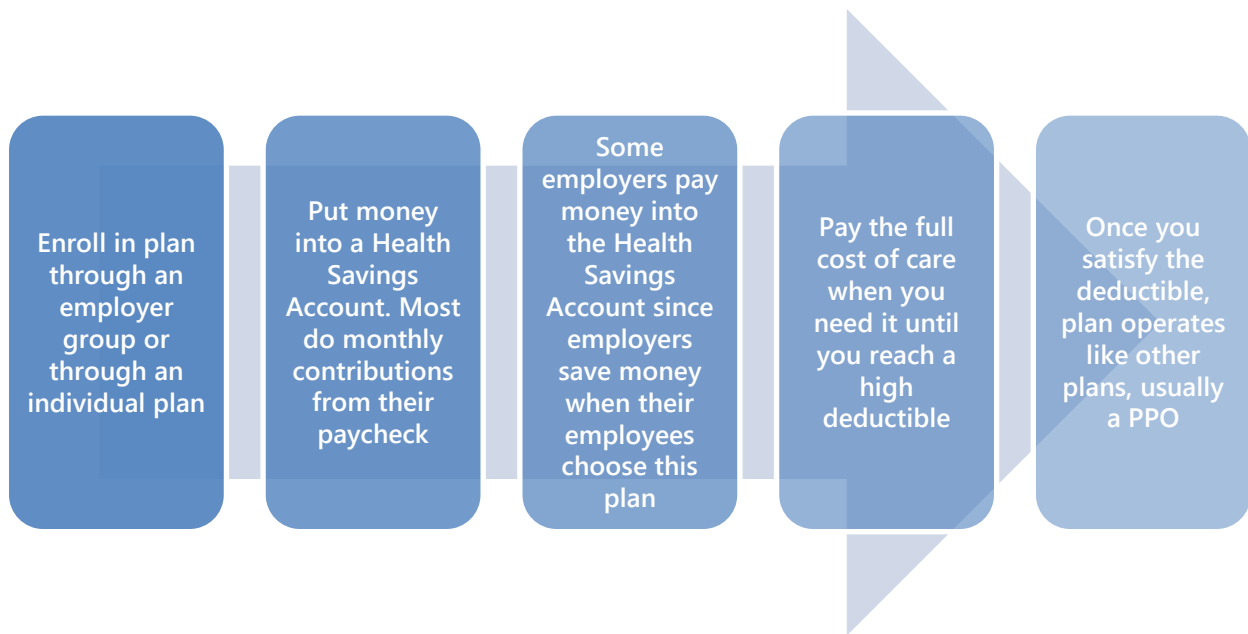 Enroll in plan
through an
employer
group or
through an
individual plan
Put money
into a Health
Savings
Account. Most
do monthly
contributions
from their
paycheck
Some
employers pay
money into
the Health
Savings
Account since
employers
save money
when their
employees
choose this
plan
Pay the full
cost of care
when you
need it until
you reach a
high
deductible
Once you
satisfy the
deductible,
plan operates
like other
plans, usually
a PPO